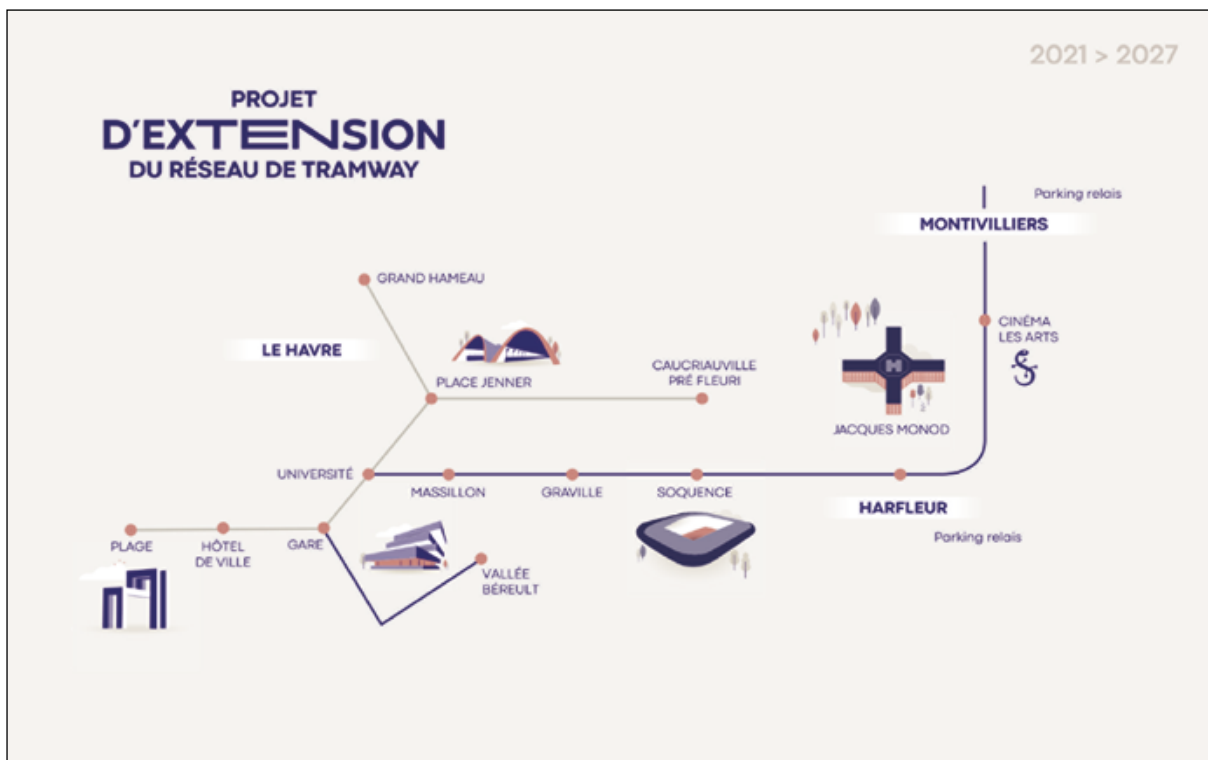 2021 > 2027
PROJET
D'EXTENSION
DU RÉSEAU DE TRAMWAY
Parking relais
MONTIVILLIERS
GRAND HAMEAU
LE HAVRE
CINÉMA
LES ARTS
PLACE JENNER
CAUCRIAUVILLE
PRÉ FLEURI
H
JACQUES MONOD
UNIVERSITÉ
MASSILLON
GRAVILLE
SOQUENCE
HARFLEUR
Parking relais
PLAGE
HÔTEL
DE VILLE
GARE
VALLÉE
BÉREULT